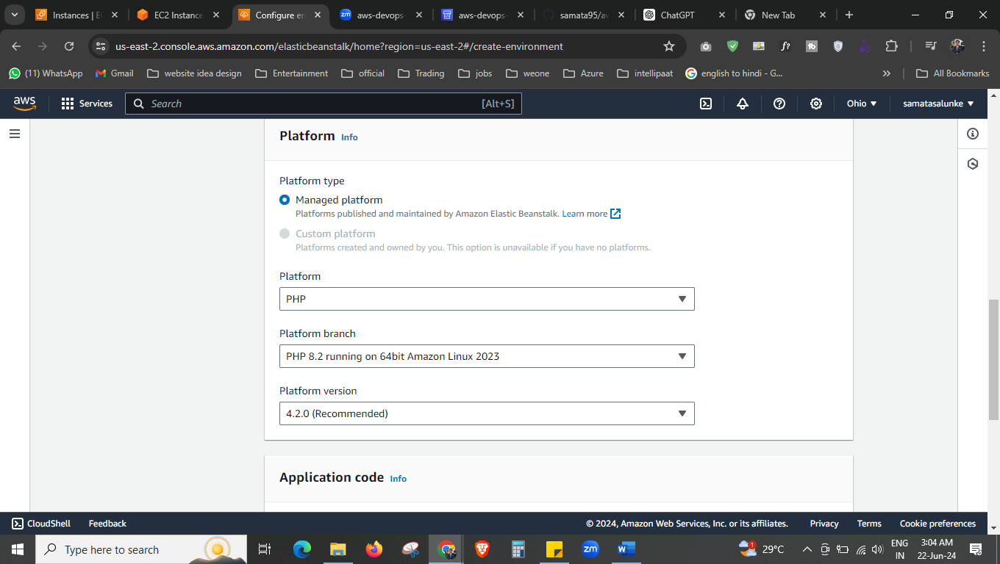 Instances | E
EC2 Instance
Configure en
zm aws-devops-
aws-devops-
samata95/aw
ChatGPT
New Tab
us-east-2.console.aws.amazon.com/elasticbeanstalk/home?region=us-east-2#/create-environment
(11) WhatsApp
Gmail
website idea design
Entertainment
official
Trading
jobs
weone
Azure
intellipaat
english to hindi - G...
All Bookmarks
aws
Services
Search
[Alt+S]
Ohio
samatasalunke
Platform Info
Platform type
Managed platform
Platforms published and maintained by Amazon Elastic Beanstalk. Learn more
Custom platform
Platforms created and owned by you. This option is unavailable if you have no platforms.
Platform
PHP
Platform branch
PHP 8.2 running on 64bit Amazon Linux 2023
Platform version
4.2.0 (Recommended)
Application code Info
CloudShell
Feedback
© 2024, Amazon Web Services, Inc. or its affiliates.
Privacy
Terms
Cookie preferences
Type here to search
zm
1
29°C
ENG
IN
3:04 AM
22-Jun-24